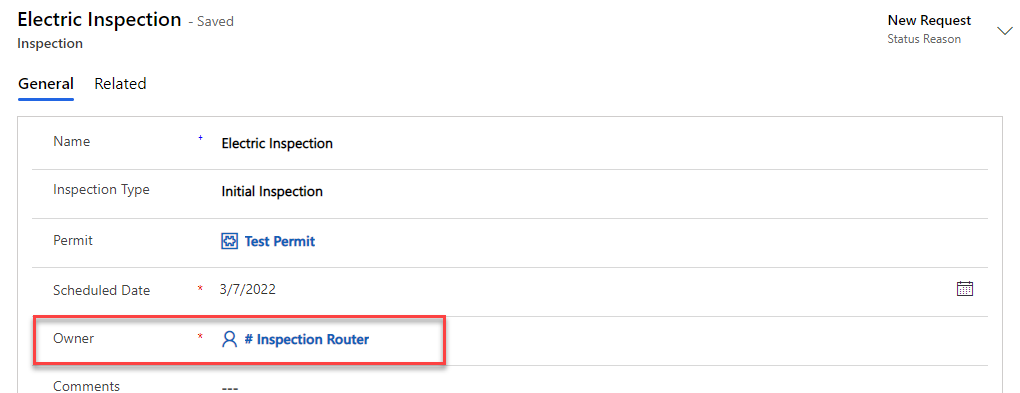 Electric Inspection - Saved
Inspection
New Request
Status Reason
General Related
Name + Electric Inspection
Inspection Type Initial Inspection
Permit Test Permit
Scheduled Date * 3/7/2022
Owner * # Inspection Router
Comments ---